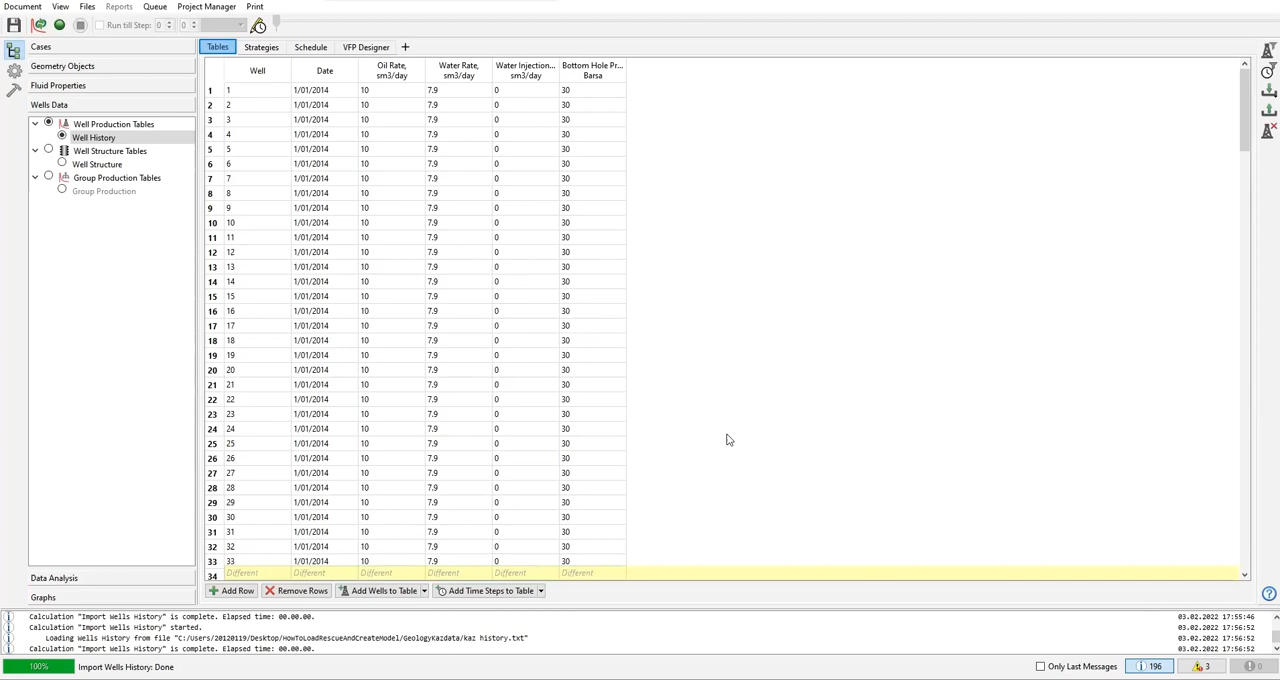 Document View Files Reports Queue Project Manager Print
Run till Step: 0 0
Cases
Geometry Objects
Fluid Properties
Wells Data
Well Production Tables
Well History
Well Structure Tables
Well Structure
Group Production Tables
Group Production
Data Analysis
Graphs
Tables Strategies Schedule VFP Designer +
Well Date Oil Rate, sm3/day Water Rate, sm3/day Water Injection... sm3/day Bottom Hole Pr... Barsa
1 1 1/01/2014 10 7.9 0 30
2 2 1/01/2014 10 7.9 0 30
3 3 1/01/2014 10 7.9 0 30
4 4 1/01/2014 10 7.9 0 30
5 5 1/01/2014 10 7.9 0 30
6 6 1/01/2014 10 7.9 0 30
7 7 1/01/2014 10 7.9 0 30
8 8 1/01/2014 10 7.9 0 30
9 9 1/01/2014 10 7.9 0 30
10 10 1/01/2014 10 7.9 0 30
11 11 1/01/2014 10 7.9 0 30
12 12 1/01/2014 10 7.9 0 30
13 13 1/01/2014 10 7.9 0 30
14 14 1/01/2014 10 7.9 0 30
15 15 1/01/2014 10 7.9 0 30
16 16 1/01/2014 10 7.9 0 30
17 17 1/01/2014 10 7.9 0 30
18 18 1/01/2014 10 7.9 0 30
19 19 1/01/2014 10 7.9 0 30
20 20 1/01/2014 10 7.9 0 30
21 21 1/01/2014 10 7.9 0 30
22 22 1/01/2014 10 7.9 0 30
23 23 1/01/2014 10 7.9 0 30
24 24 1/01/2014 10 7.9 0 30
25 25 1/01/2014 10 7.9 0 30
26 26 1/01/2014 10 7.9 0 30
27 27 1/01/2014 10 7.9 0 30
28 28 1/01/2014 10 7.9 0 30
29 29 1/01/2014 10 7.9 0 30
30 30 1/01/2014 10 7.9 0 30
31 31 1/01/2014 10 7.9 0 30
32 32 1/01/2014 10 7.9 0 30
33 33 1/01/2014 10 7.9 0 30
34 Different Different Different Different Different Different
Add Row Remove Rows Add Wells to Table Add Time Steps to Table
Calculation "Import Wells History" is complete. Elapsed time: 00.00.00. 03.02.2022 17:55:46
Calculation "Import Wells History" started. 03.02.2022 17:56:52
Loading Wells History from file "C:/Users/20120119/Desktop/HowToLoadRescueAndCreateModel/GeologyKazdata/kaz history.txt" 03.02.2022 17:56:52
Calculation "Import Wells History" is complete. Elapsed time: 00.00.00. 03.02.2022 17:56:52
100% Import Wells History: Done Only Last Messages 196 3 0